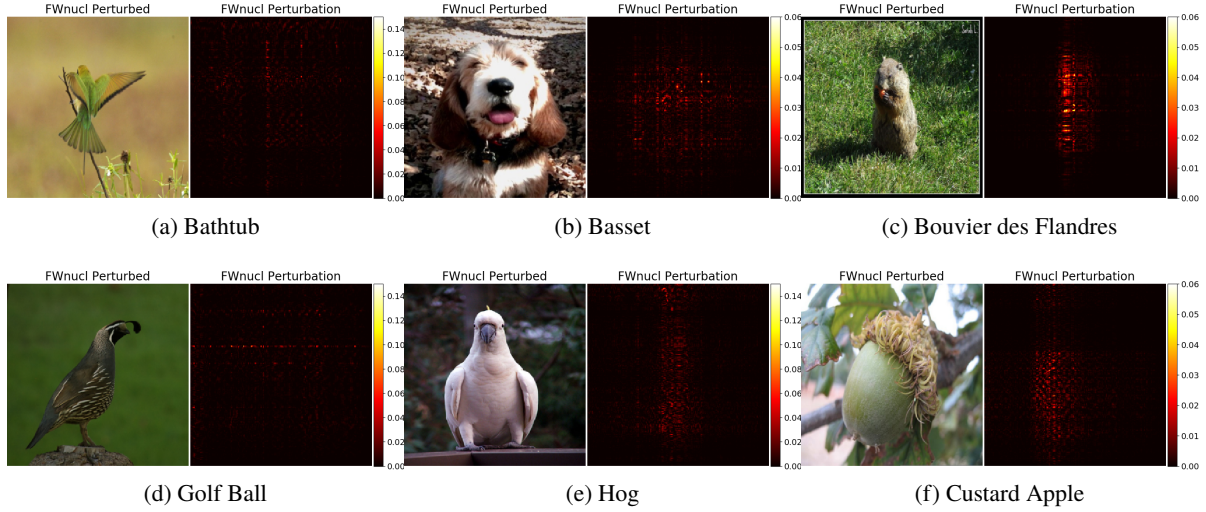 FWnucl Perturbed FWnucl Perturbation FWnucl Perturbed FWnucl Perturbation FWnucl Perturbed FWnucl Perturbation
0.14 0.06 0.06
0.12 0.05 0.05
0.10 0.04 0.04
0.08 0.03 0.03
0.06 0.02 0.02
0.04 0.01 0.01
0.02 0.00 0.00
0.00
(a) Bathtub (b) Basset (c) Bouvier des Flandres
FWnucl Perturbed FWnucl Perturbation FWnucl Perturbed FWnucl Perturbation FWnucl Perturbed FWnucl Perturbation
0.14 0.14 0.06
0.12 0.12 0.05
0.10 0.10 0.04
0.08 0.08 0.03
0.06 0.06 0.02
0.04 0.04 0.01
0.02 0.02 0.00
0.00 0.00
(d) Golf Ball (e) Hog (f) Custard Apple